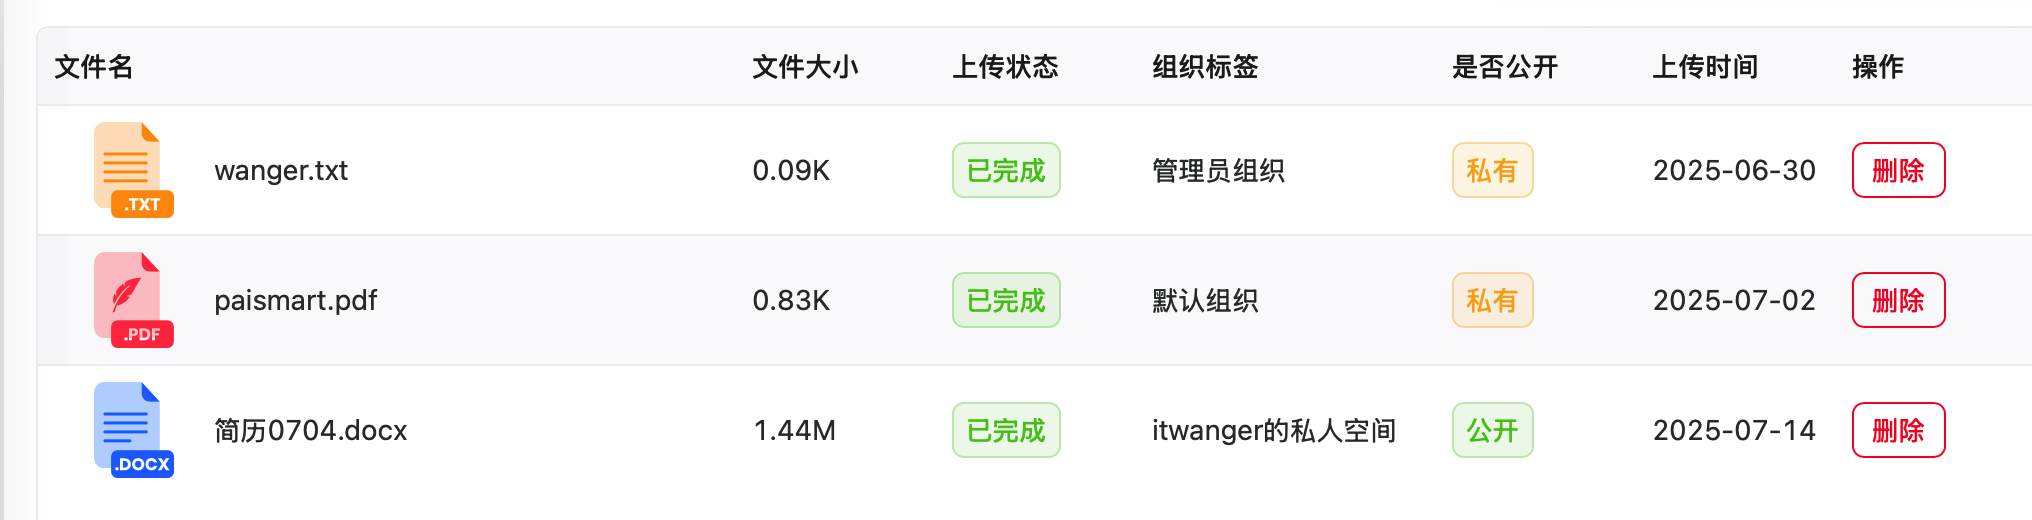 文件名 文件大小 上传状态 组织标签 是否公开 上传时间 操作
.TXT wanger.txt 0.09K 已完成 管理员组织 私有 2025-06-30 删除
.PDF paismart.pdf 0.83K 已完成 默认组织 私有 2025-07-02 删除
.DOCX 简历0704.docx 1.44M 已完成 itwanger的私人空间 公开 2025-07-14 删除